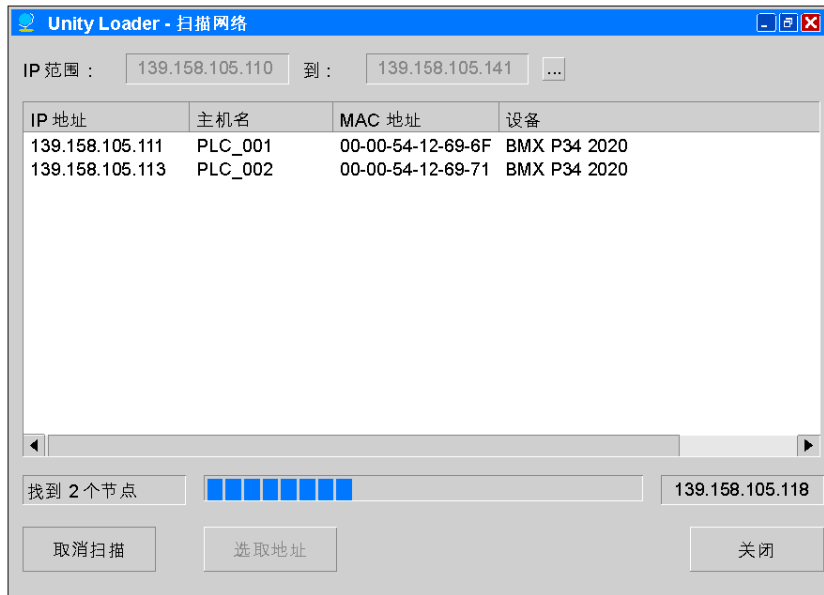 Unity Loader - 扫描网络
IP 范围： 139.158.105.110 到： 139.158.105.141 ...
IP 地址 主机名 MAC 地址 设备
139.158.105.111 PLC_001 00-00-54-12-69-6F BMX P34 2020
139.158.105.113 PLC_002 00-00-54-12-69-71 BMX P34 2020
找到 2 个节点 139.158.105.118
取消扫描 选取地址 关闭